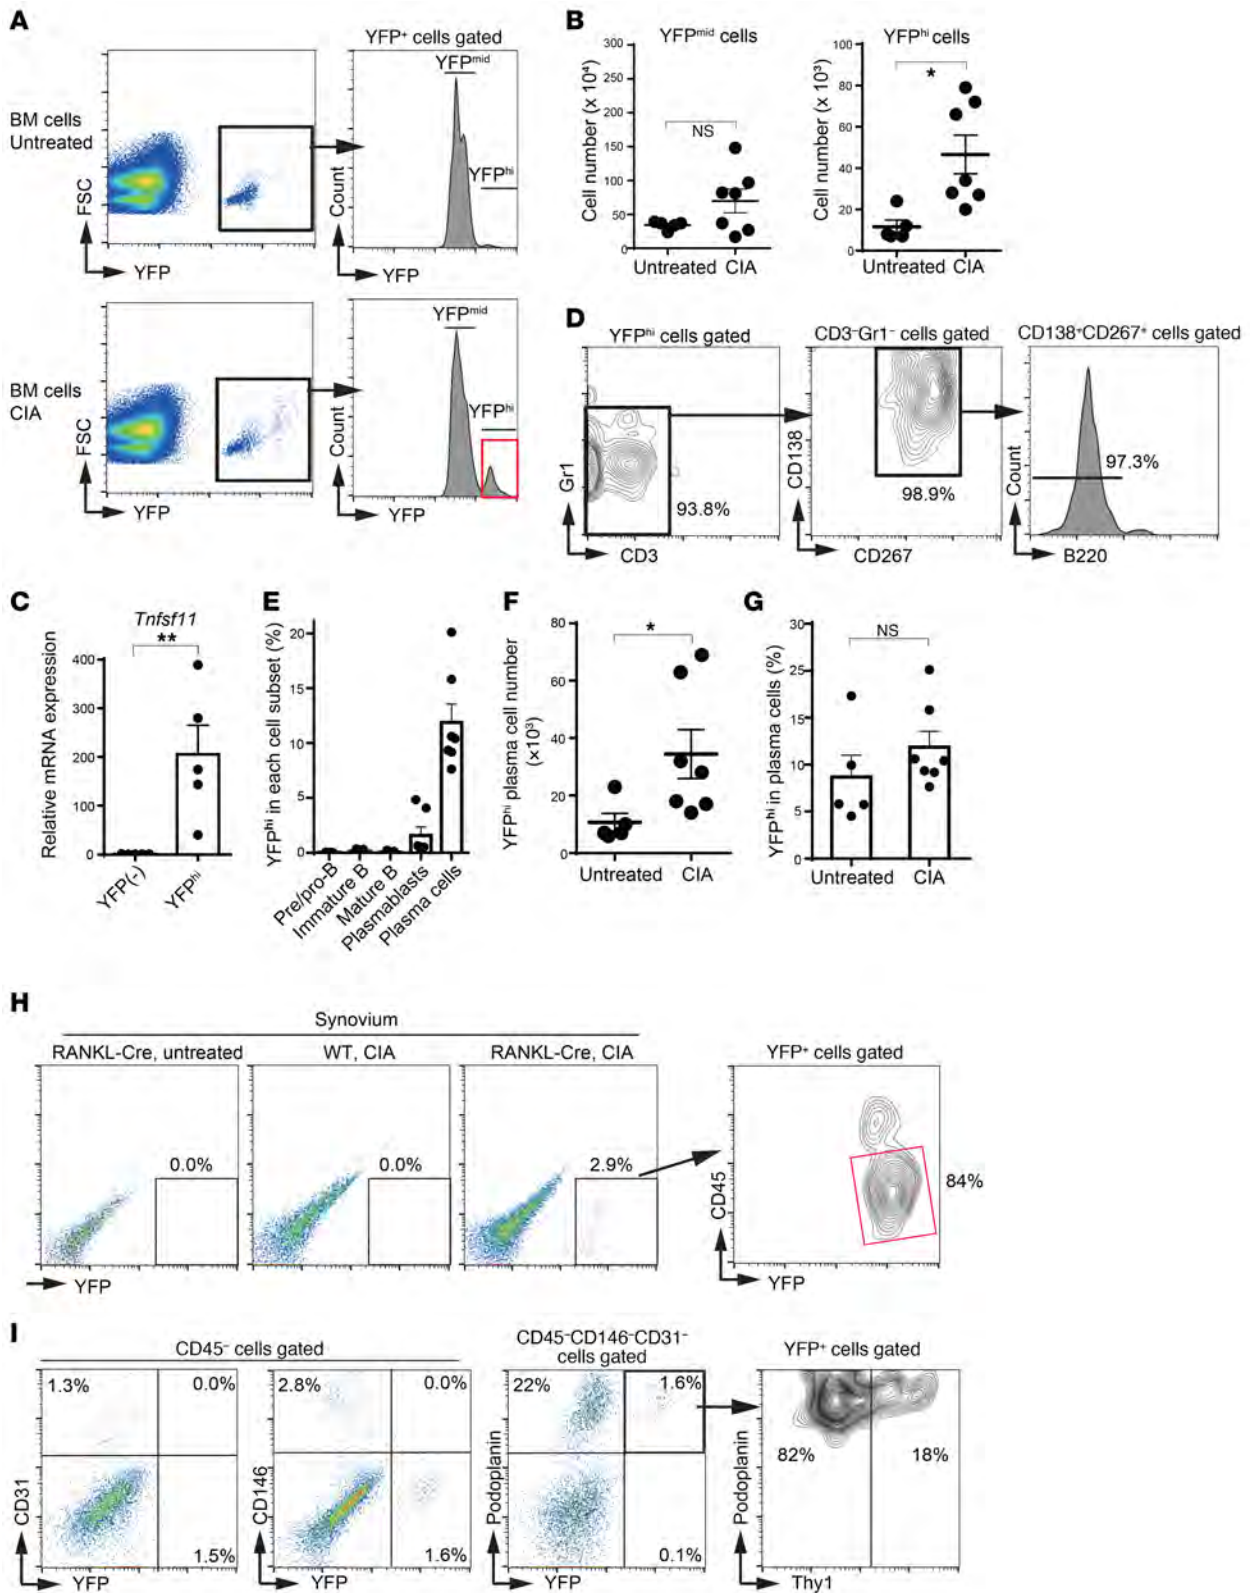 A
YFP⁺ cells gated
BM cells
Untreated
FSC
YFP
Count
YFPmid
YFPhi
YFP
BM cells
CIA
FSC
YFP
Count
YFPmid
YFPhi
YFP
B
YFPmid cells
Cell number (x 10⁴)
300
250
200
150
100
50
0
NS
Untreated CIA
YFPhi cells
Cell number (x 10³)
100
80
60
40
20
0
*
Untreated CIA
C
Tnfsf11
**
Relative mRNA expression
400
300
200
100
0
YFP(-)
YFPhi
D
YFPhi cells gated
Gr1
93.8%
CD3
CD3⁻Gr1⁻ cells gated
CD138
98.9%
CD267
CD138⁺CD267⁺ cells gated
Count
97.3%
B220
E
YFPhi in each cell subset (%)
20
15
10
5
0
Pre/pro-B
Immature B
Mature B
Plasmablasts
Plasma cells
F
YFPhi plasma cell number
(×10³)
80
60
40
20
0
*
Untreated CIA
G
YFPhi in plasma cells (%)
30
25
15
10
5
0
NS
Untreated CIA
H
Synovium
RANKL-Cre, untreated
WT, CIA
RANKL-Cre, CIA
YFP⁺ cells gated
0.0%
0.0%
2.9%
84%
CD45
YFP
YFP
I
CD45⁻ cells gated
CD45⁻CD146⁻CD31⁻
cells gated
YFP⁺ cells gated
1.3%
0.0%
1.5%
CD31
YFP
2.8%
0.0%
1.6%
CD146
YFP
22%
1.6%
0.1%
Podoplanin
YFP
82%
18%
Podoplanin
Thy1